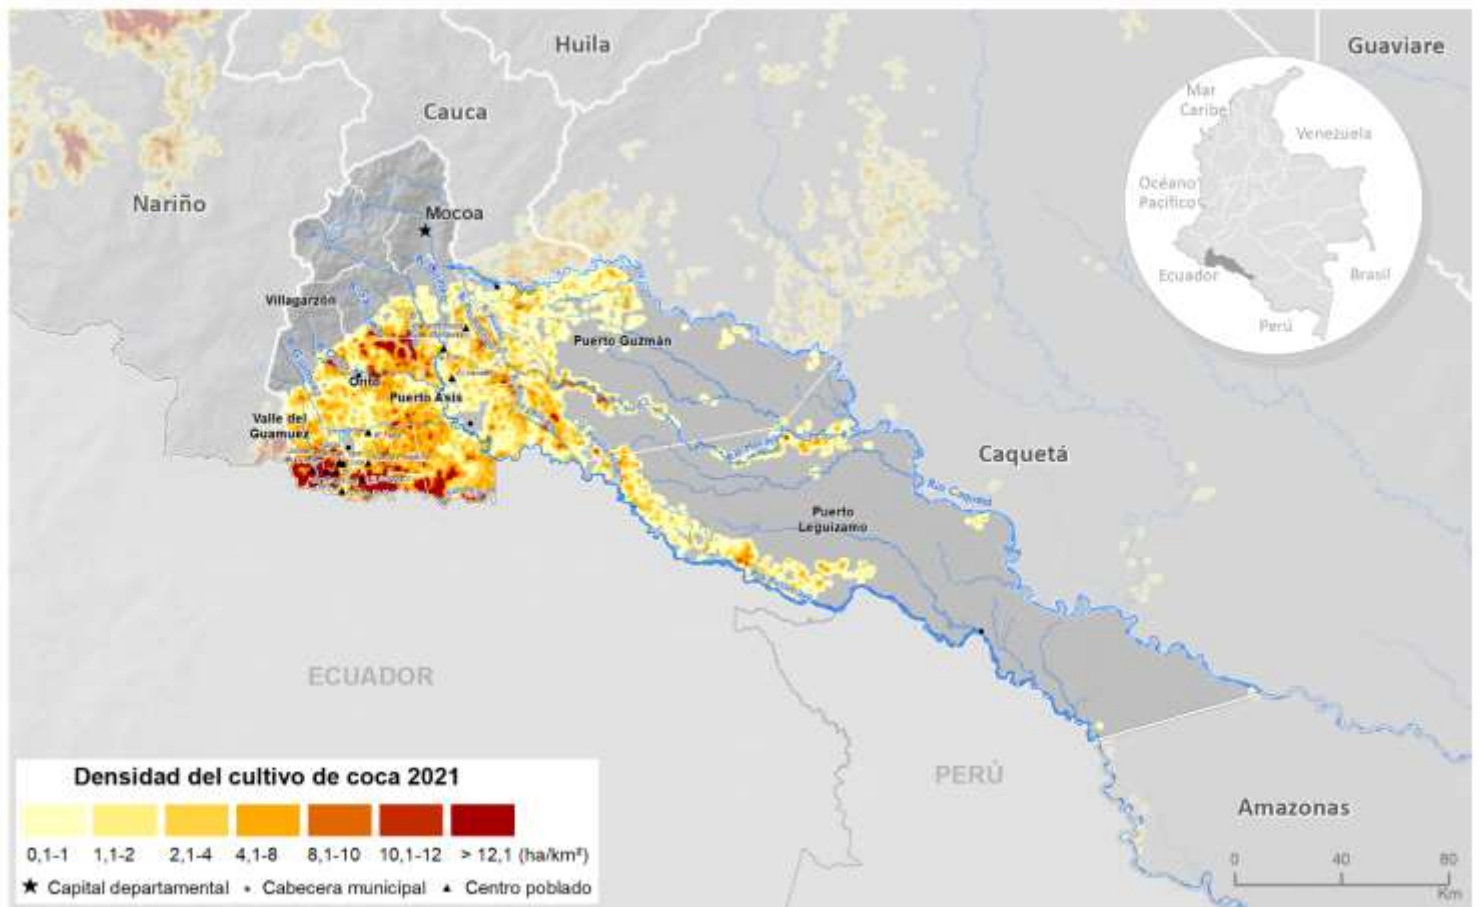 Huila
Guaviare
Cauca
Mar
Caribe
Venezuela
Océano
Pacífico
Ecuador
Brasil
Perú
Nariño
Mocoa
Villagarzón
Puerto Guzmán
Orito
Puerto Asís
Valle del
Guamuez
Caquetá
Río Caquetá
Puerto
Leguizamo
ECUADOR
PERÚ
Amazonas
Densidad del cultivo de coca 2021
0,1-1 1,1-2 2,1-4 4,1-8 8,1-10 10,1-12 > 12,1 (ha/km²)
Capital departamental Cabecera municipal Centro poblado
0 40 80
Km